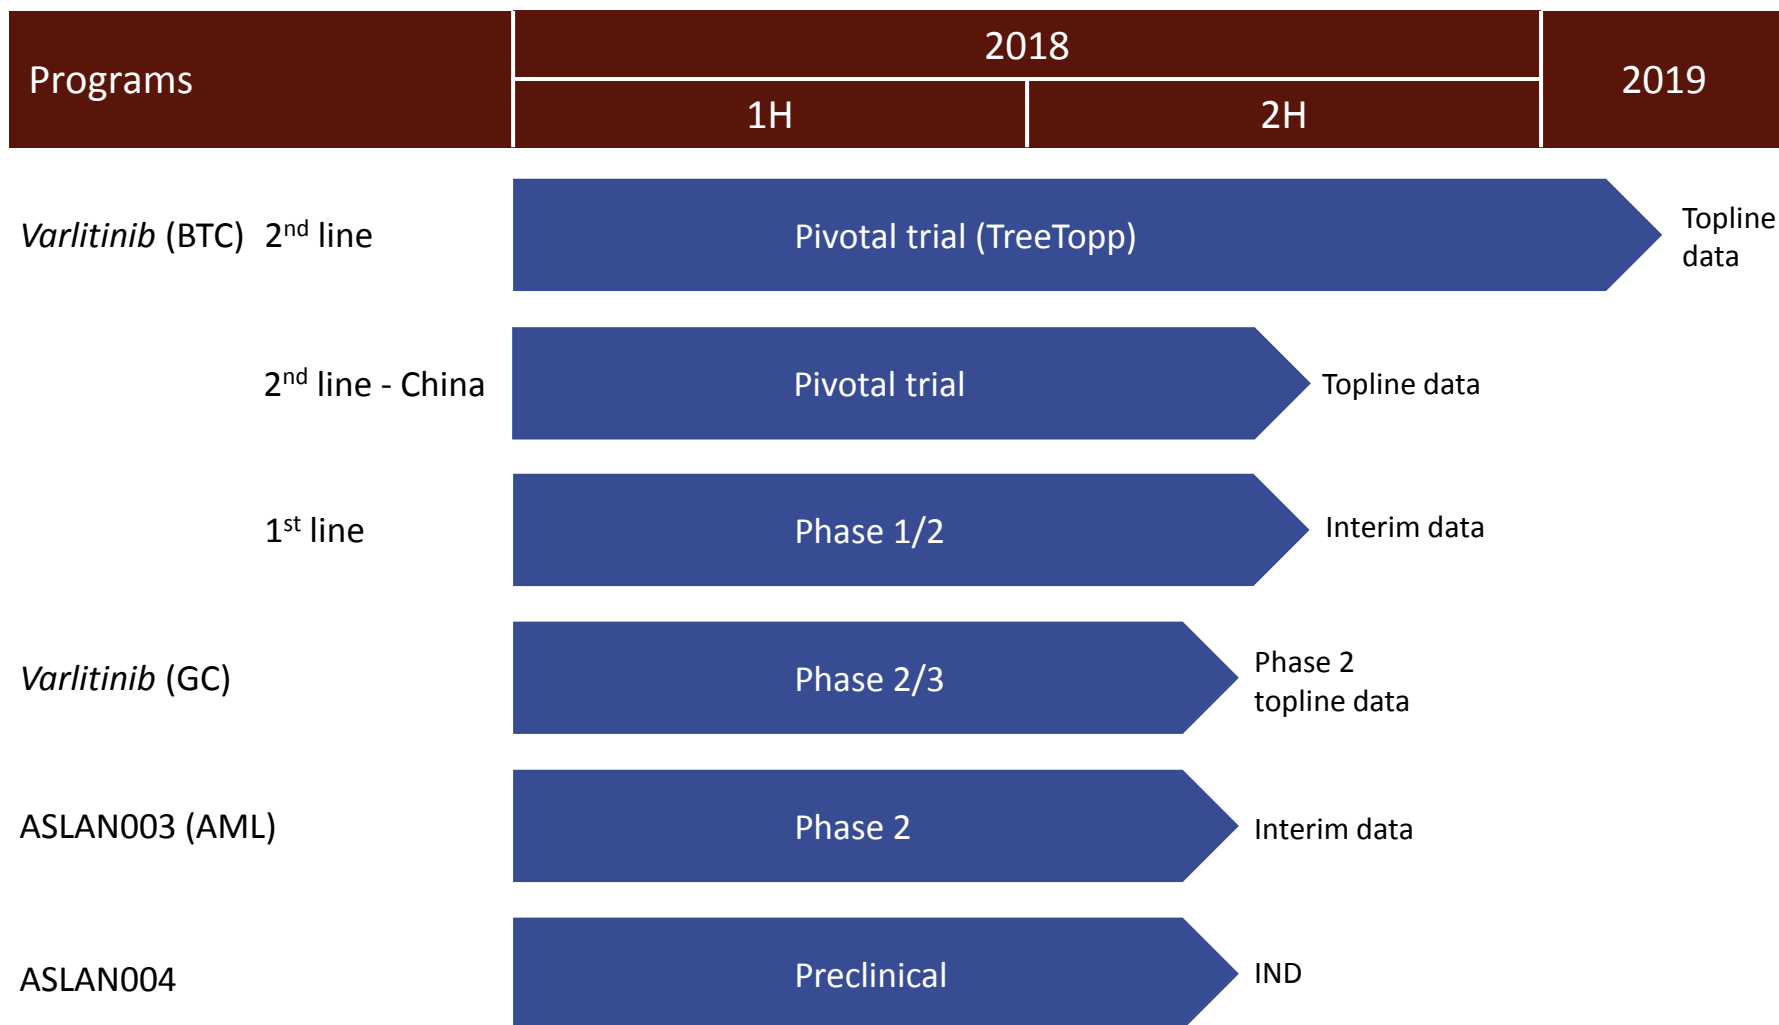 Programs
2018
2019
1H
2H
Varlitinib (BTC) 2nd line
Pivotal trial (TreeTopp)
Topline
data
2nd line - China
Pivotal trial
Topline data
1st line
Phase 1/2
Interim data
Varlitinib (GC)
Phase 2/3
Phase 2
topline data
ASLAN003 (AML)
Phase 2
Interim data
ASLAN004
Preclinical
IND